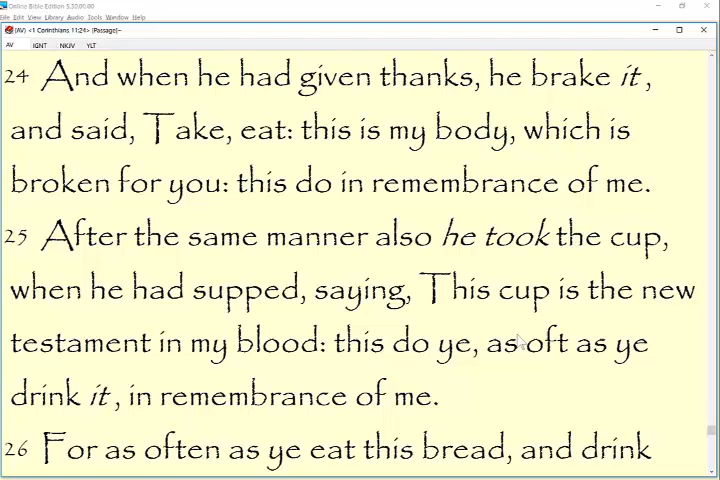 Online Bible Edition 5.30.00.00
File Edit View Library Audio Tools Window Help
(AV) <1 Corinthians 11:24> [Passage]~
AV IGNT NKJV YLT
24 And when he had given thanks, he brake it,
and said, Take, eat: this is my body, which is
broken for you: this do in remembrance of me.
25 After the same manner also he took the cup,
when he had supped, saying, This cup is the new
testament in my blood: this do ye, as oft as ye
drink it, in remembrance of me.
26 For as often as ye eat this bread, and drink